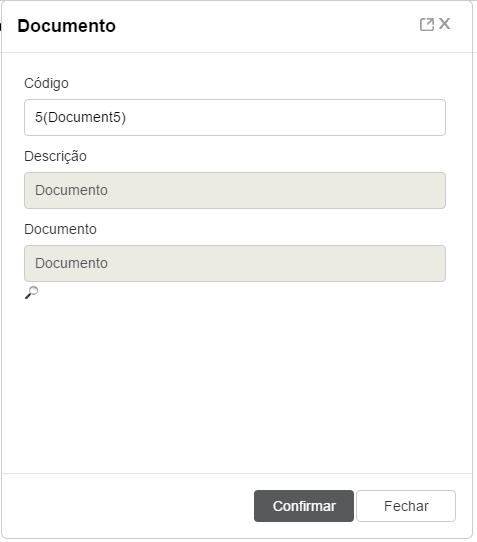 Documento
Código
5(Document5)
Descrição
Documento
Documento
Documento
Confirmar
Fechar